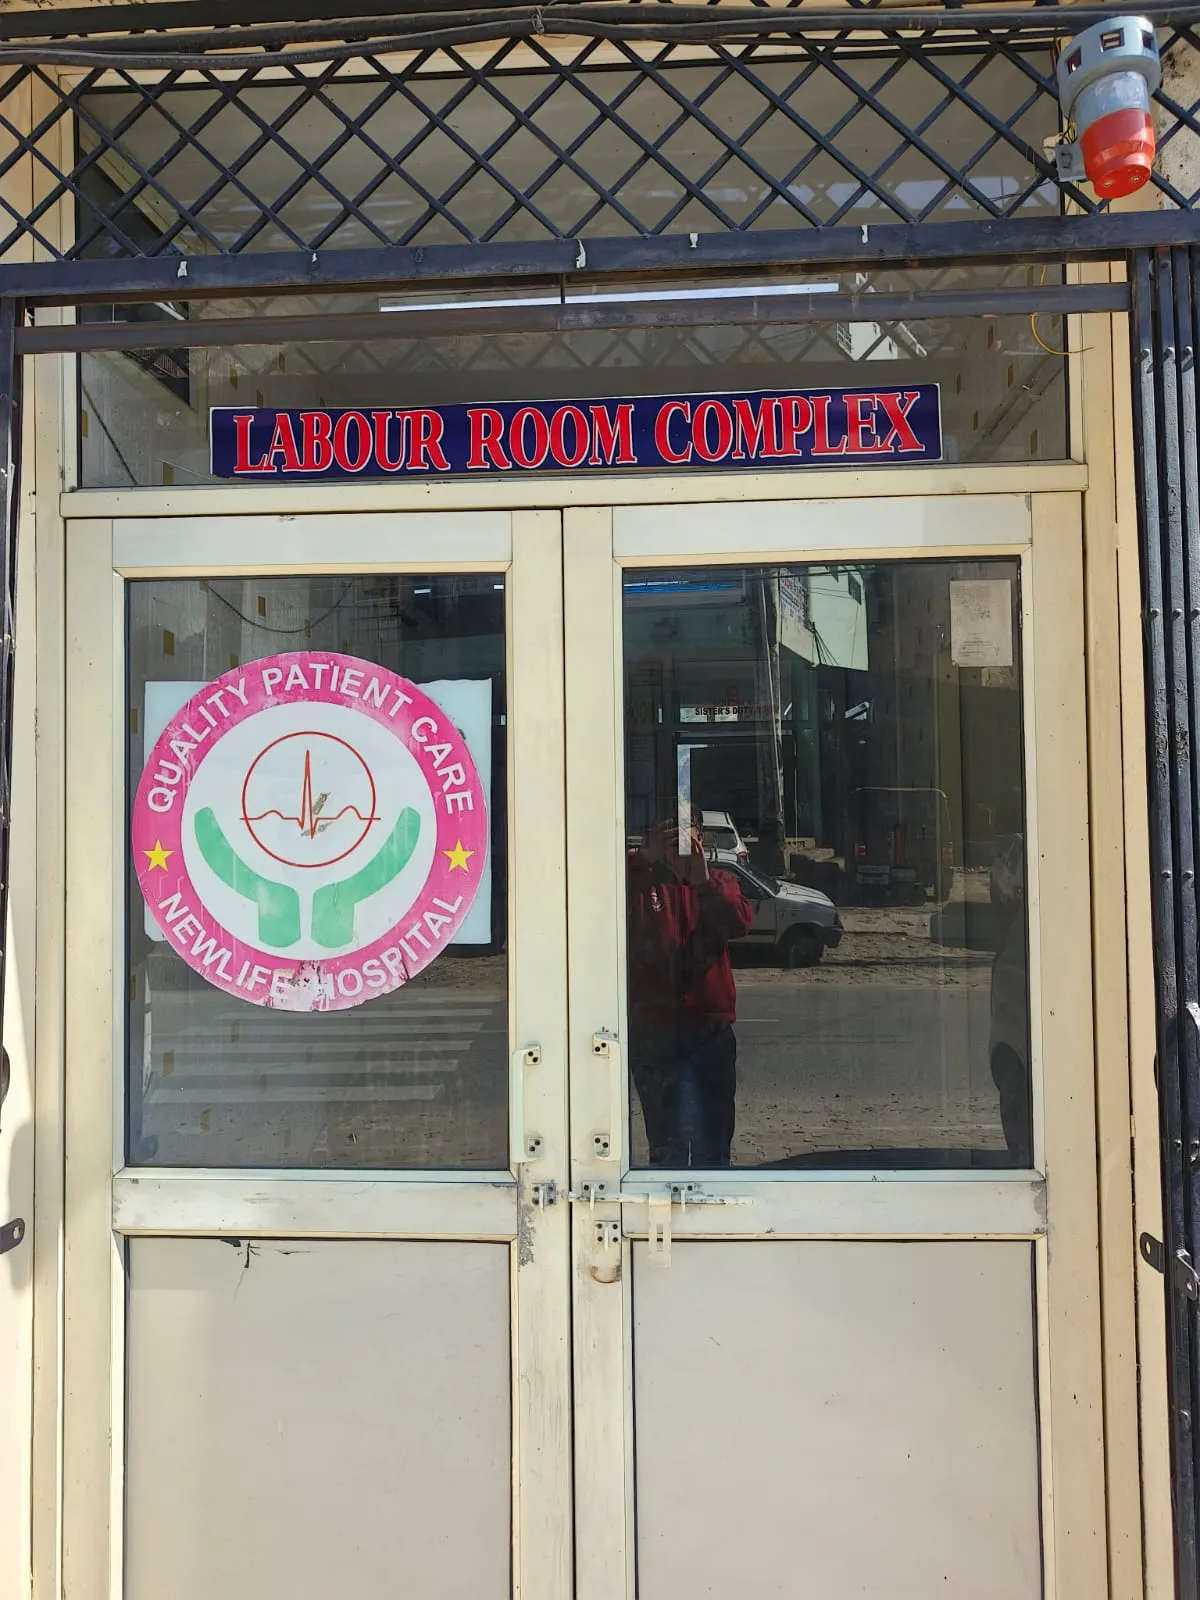 LABOUR ROOM COMPLEX
QUALITY PATIENT CARE
NEWLIFE HOSPITAL
SISTER'S DUTY